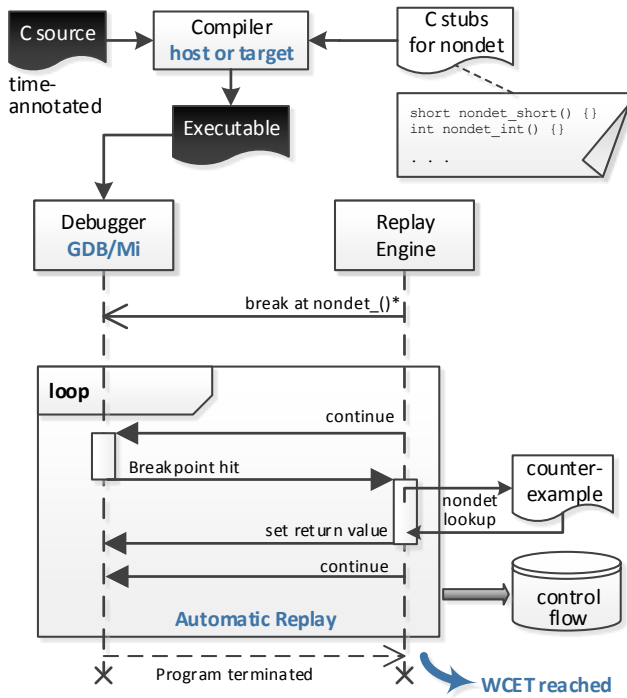 C source
time-
annotated
Compiler
host or target
C stubs
for nondet
Executable
short nondet_short() {}
int nondet_int() {}
. . .
Debugger
GDB/Mi
Replay
Engine
break at nondet_()*
loop
continue
Breakpoint hit
nondet
lookup
counter-
example
set return value
continue
Automatic Replay
control
flow
Program terminated
WCET reached